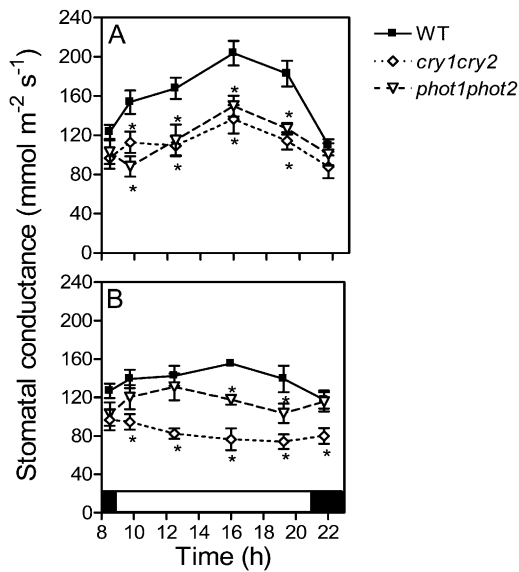 A
240
200
160
120
80
40
0
WT
cry1cry2
phot1phot2
* * * *
* * * *
Stomatal conductance (mmol m-2 s-1)
B
240
200
160
120
80
40
0
* *
* * * * *
8 10 12 14 16 18 20 22
Time (h)